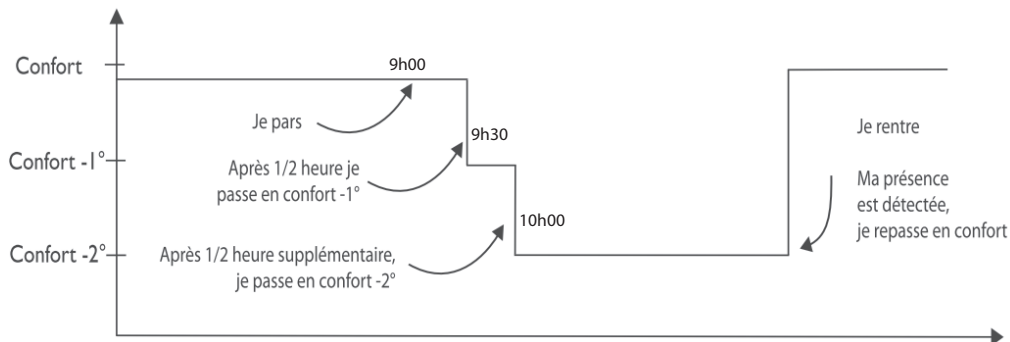 Confort
9h00
Je pars
9h30
Confort -1°
Après 1/2 heure je
passe en confort -1°
10h00
Confort -2°
Après 1/2 heure supplémentaire,
je passe en confort -2°
Je rentre
Ma présence
est détectée,
je repasse en confort